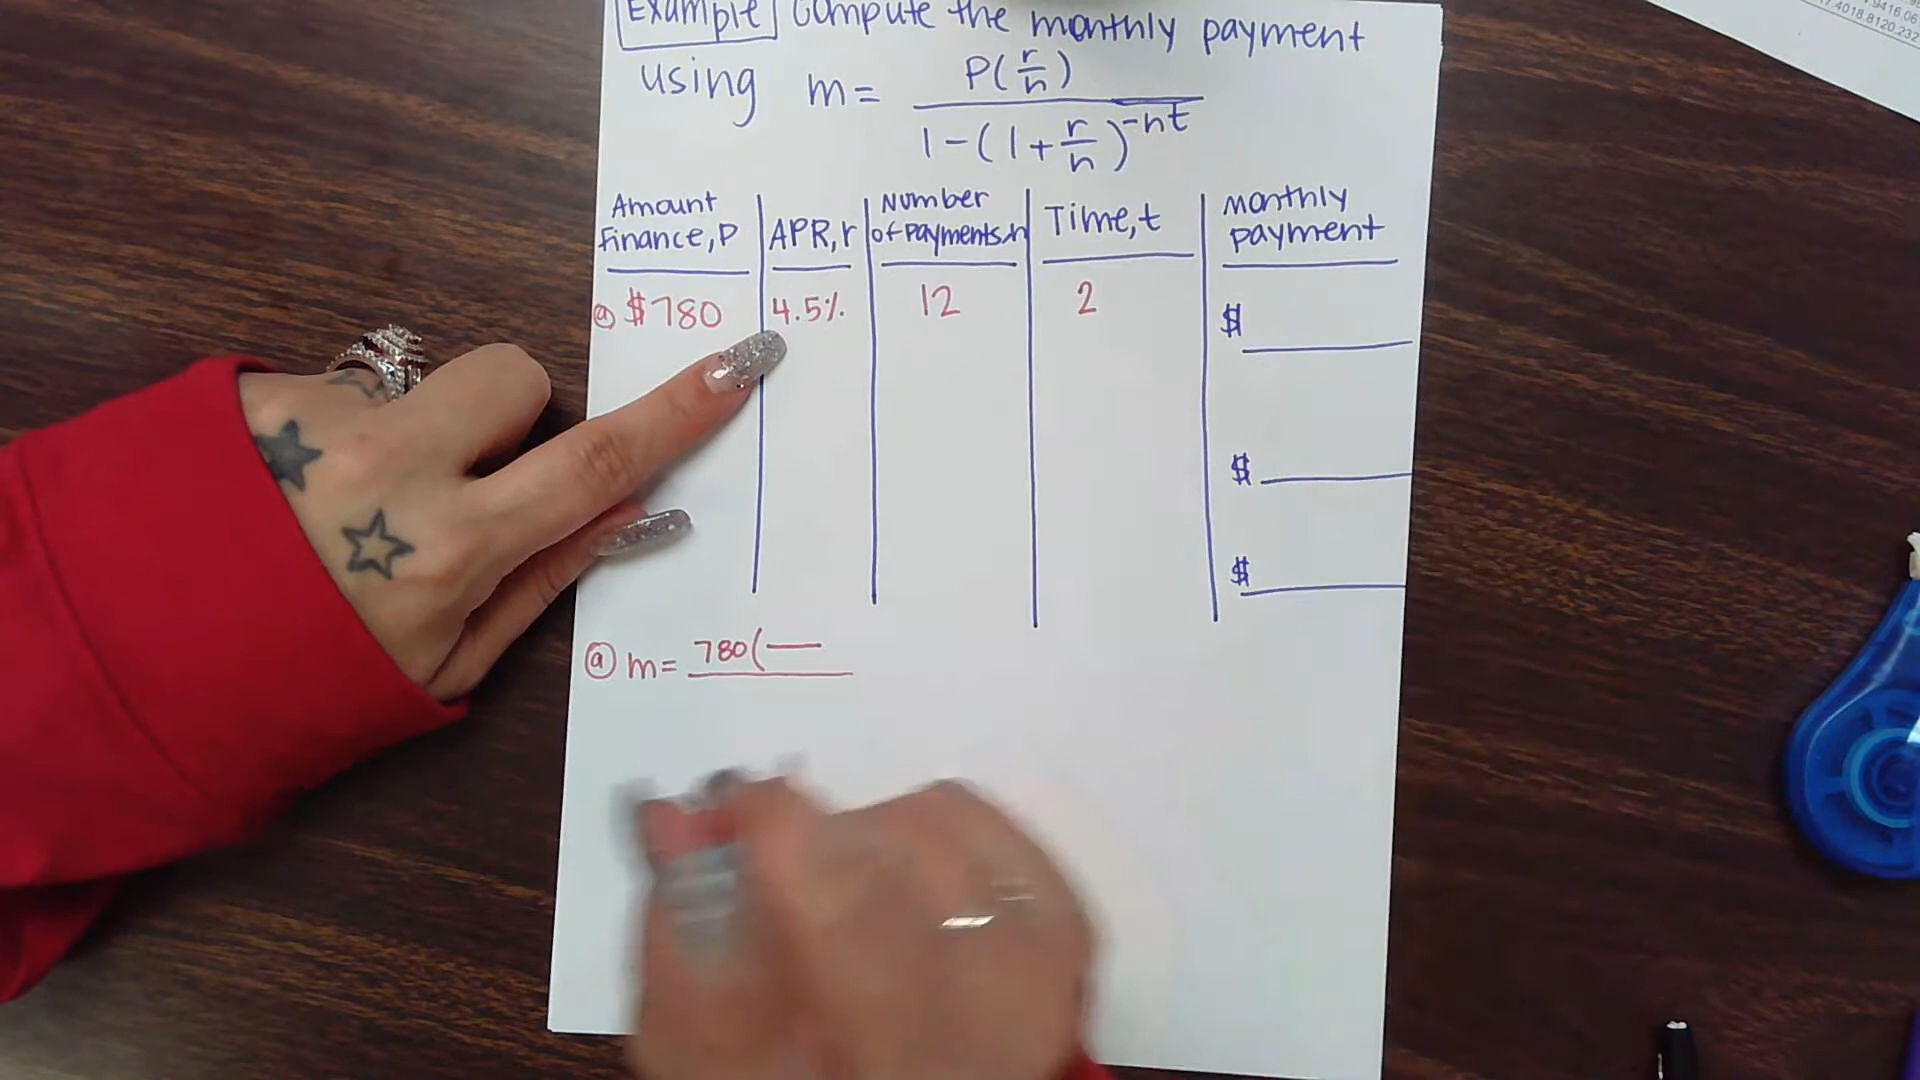 Example Compute the monthly payment
using m= P(r/n)
1-(1+r/n)^-nt
Amount Finance, P | APR, r | Number of payments, n | Time, t | Monthly payment
ⓐ $780 | 4.5% | 12 | 2 | $
$
$
ⓐ m= 780(